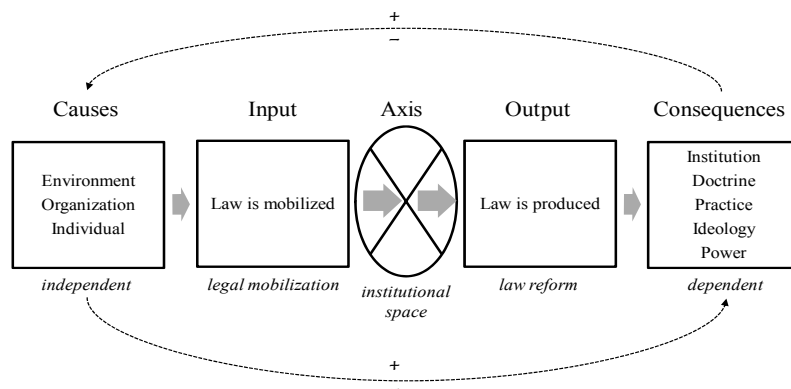 +
−
Causes
Input
Axis
Output
Consequences
Environment
Organization
Individual
Law is mobilized
Law is produced
Institution
Doctrine
Practice
Ideology
Power
independent
legal mobilization
institutional
space
law reform
dependent
+